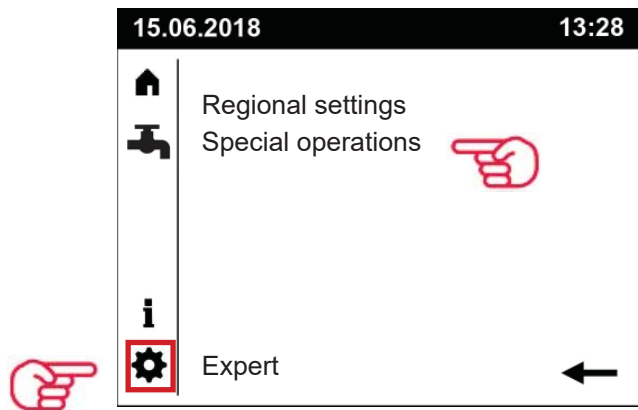 15.06.2018 13:28
Regional settings
Special operations
i
Expert